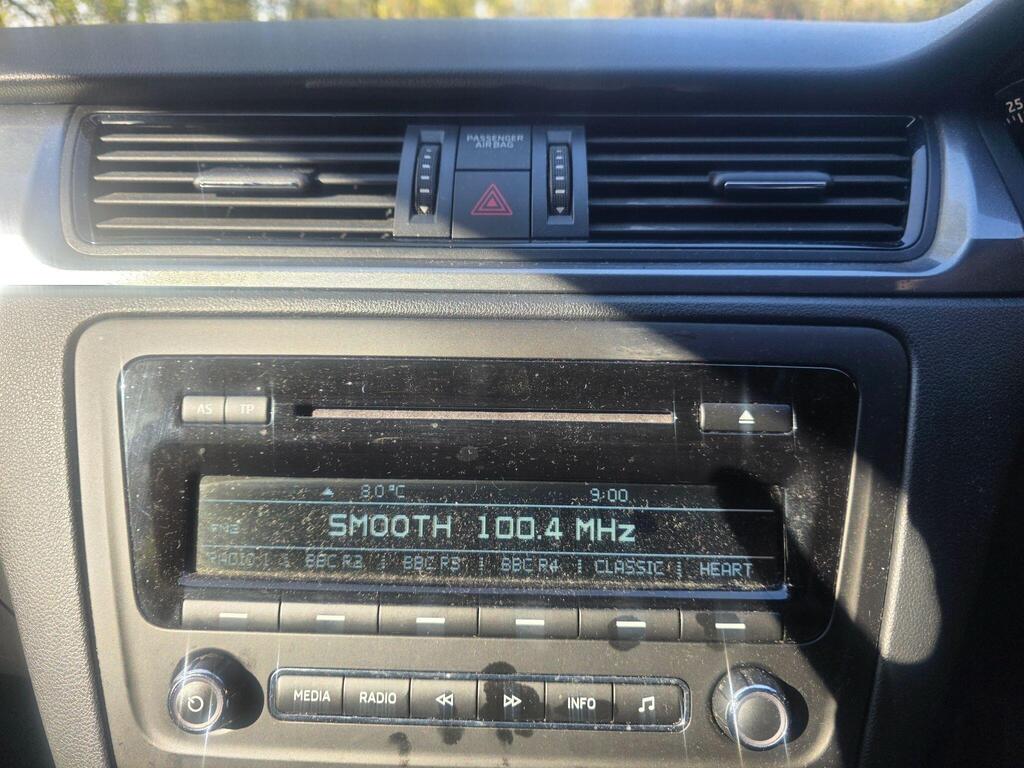 25
PASSENGER
AIR BAG
AS TP
8.0 °C 9:00
SMOOTH 100.4 MHz
RADIO 1 BBC R2 BBC R3 BBC R4 CLASSIC HEART
MEDIA RADIO INFO